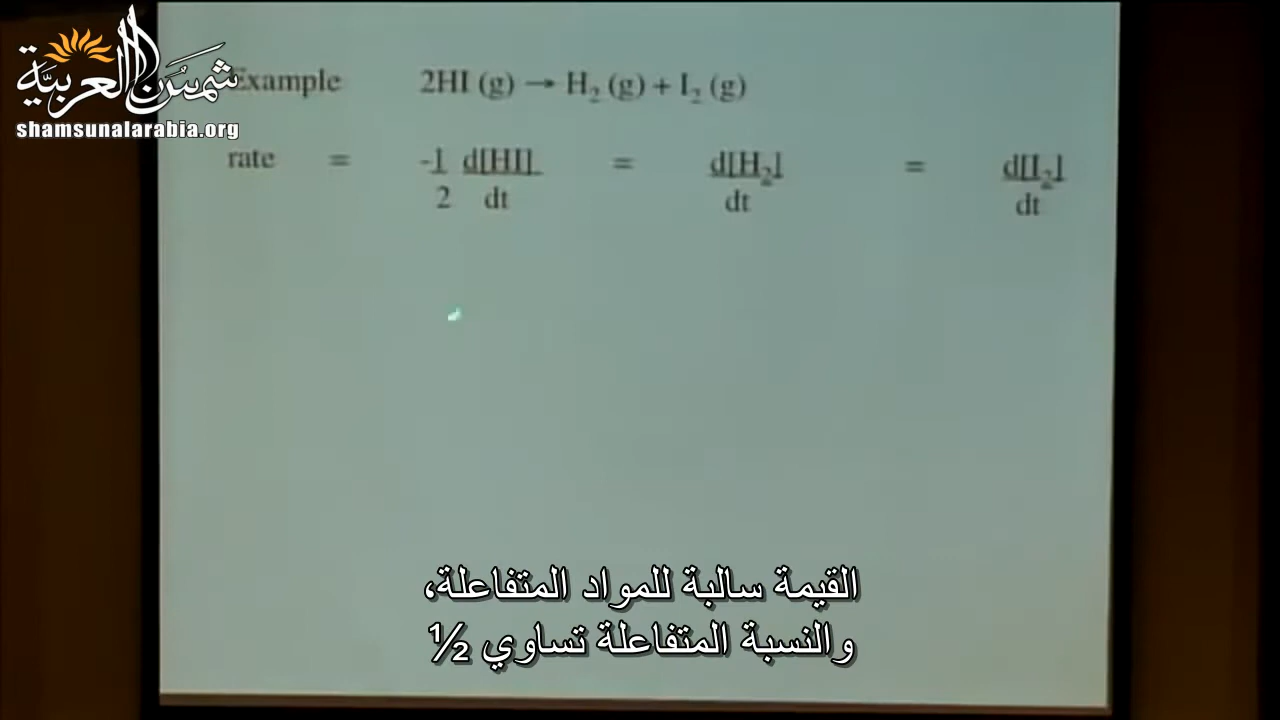 شمس العربية
shamsunalarabia.org
Example 2HI (g) → H₂ (g) + I₂ (g)
rate = -1 d[HI] = d[H₂] = d[I₂]
2 dt dt dt
القيمة سالبة للمواد المتفاعلة،
والنسبة المتفاعلة تساوي ½